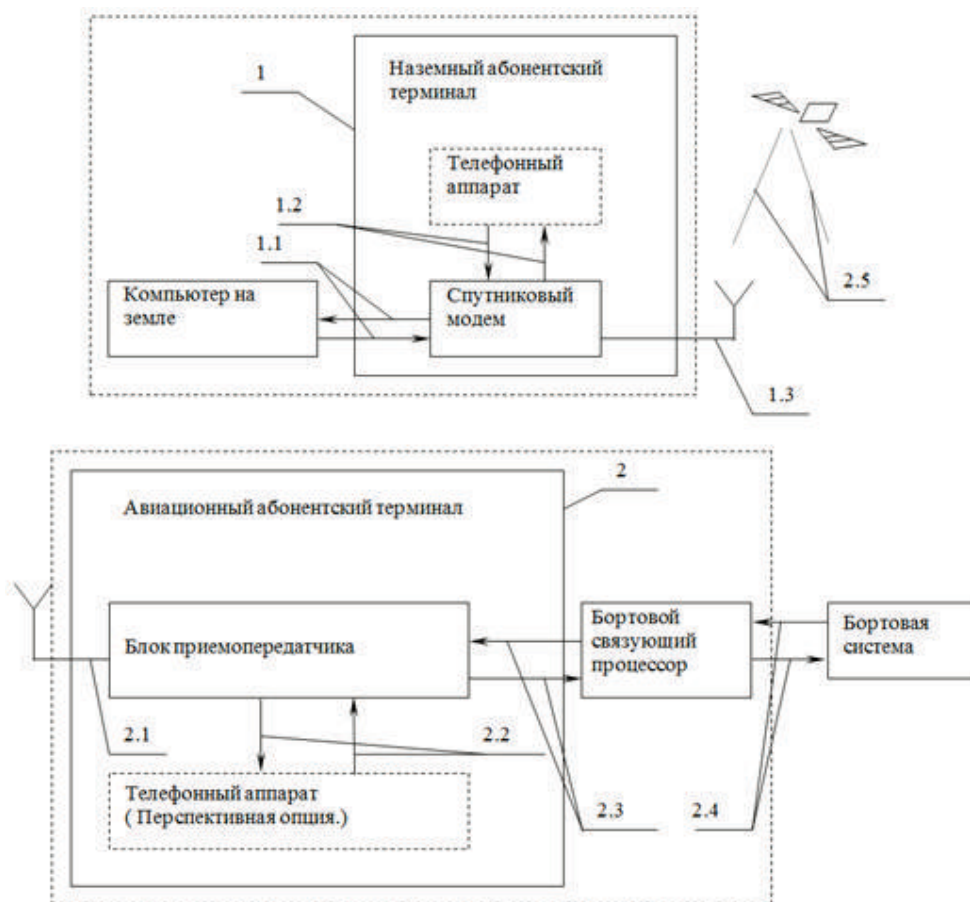 1
Наземный абонентский
терминал
Телефонный
аппарат
1.2
1.1
Компьютер на
земле
Спутниковый
модем
2.5
1.3
2
Авиационный абонентский терминал
Блок приемопередатчика
Бортовой
связующий
процессор
Бортовая
система
2.1
2.2
Телефонный аппарат
( Перспективная опция.)
2.3
2.4